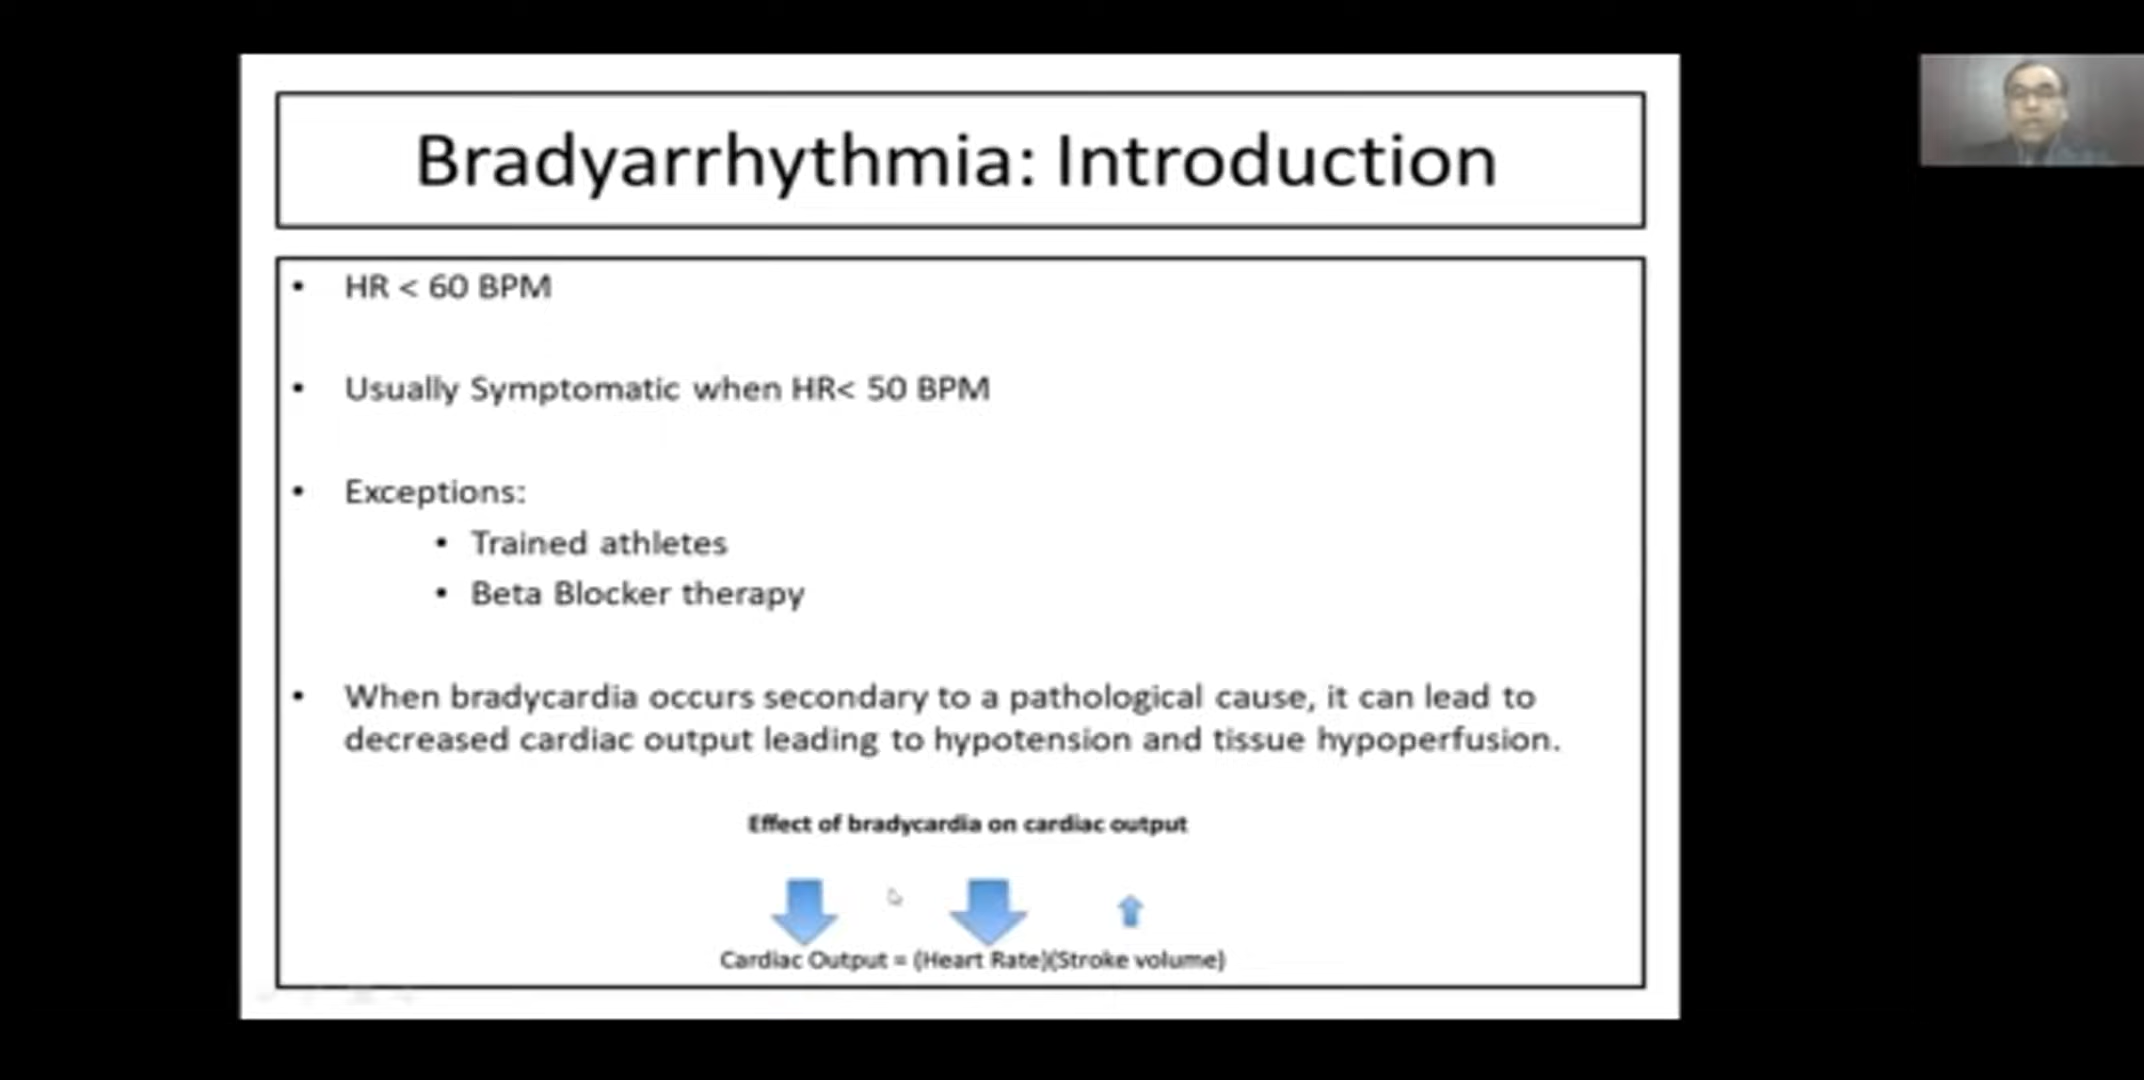 Bradyarrhythmia: Introduction
• HR < 60 BPM
• Usually Symptomatic when HR< 50 BPM
• Exceptions:
• Trained athletes
• Beta Blocker therapy
• When bradycardia occurs secondary to a pathological cause, it can lead to
decreased cardiac output leading to hypotension and tissue hypoperfusion.
Effect of bradycardia on cardiac output
Cardiac Output = (Heart Rate)(Stroke volume)